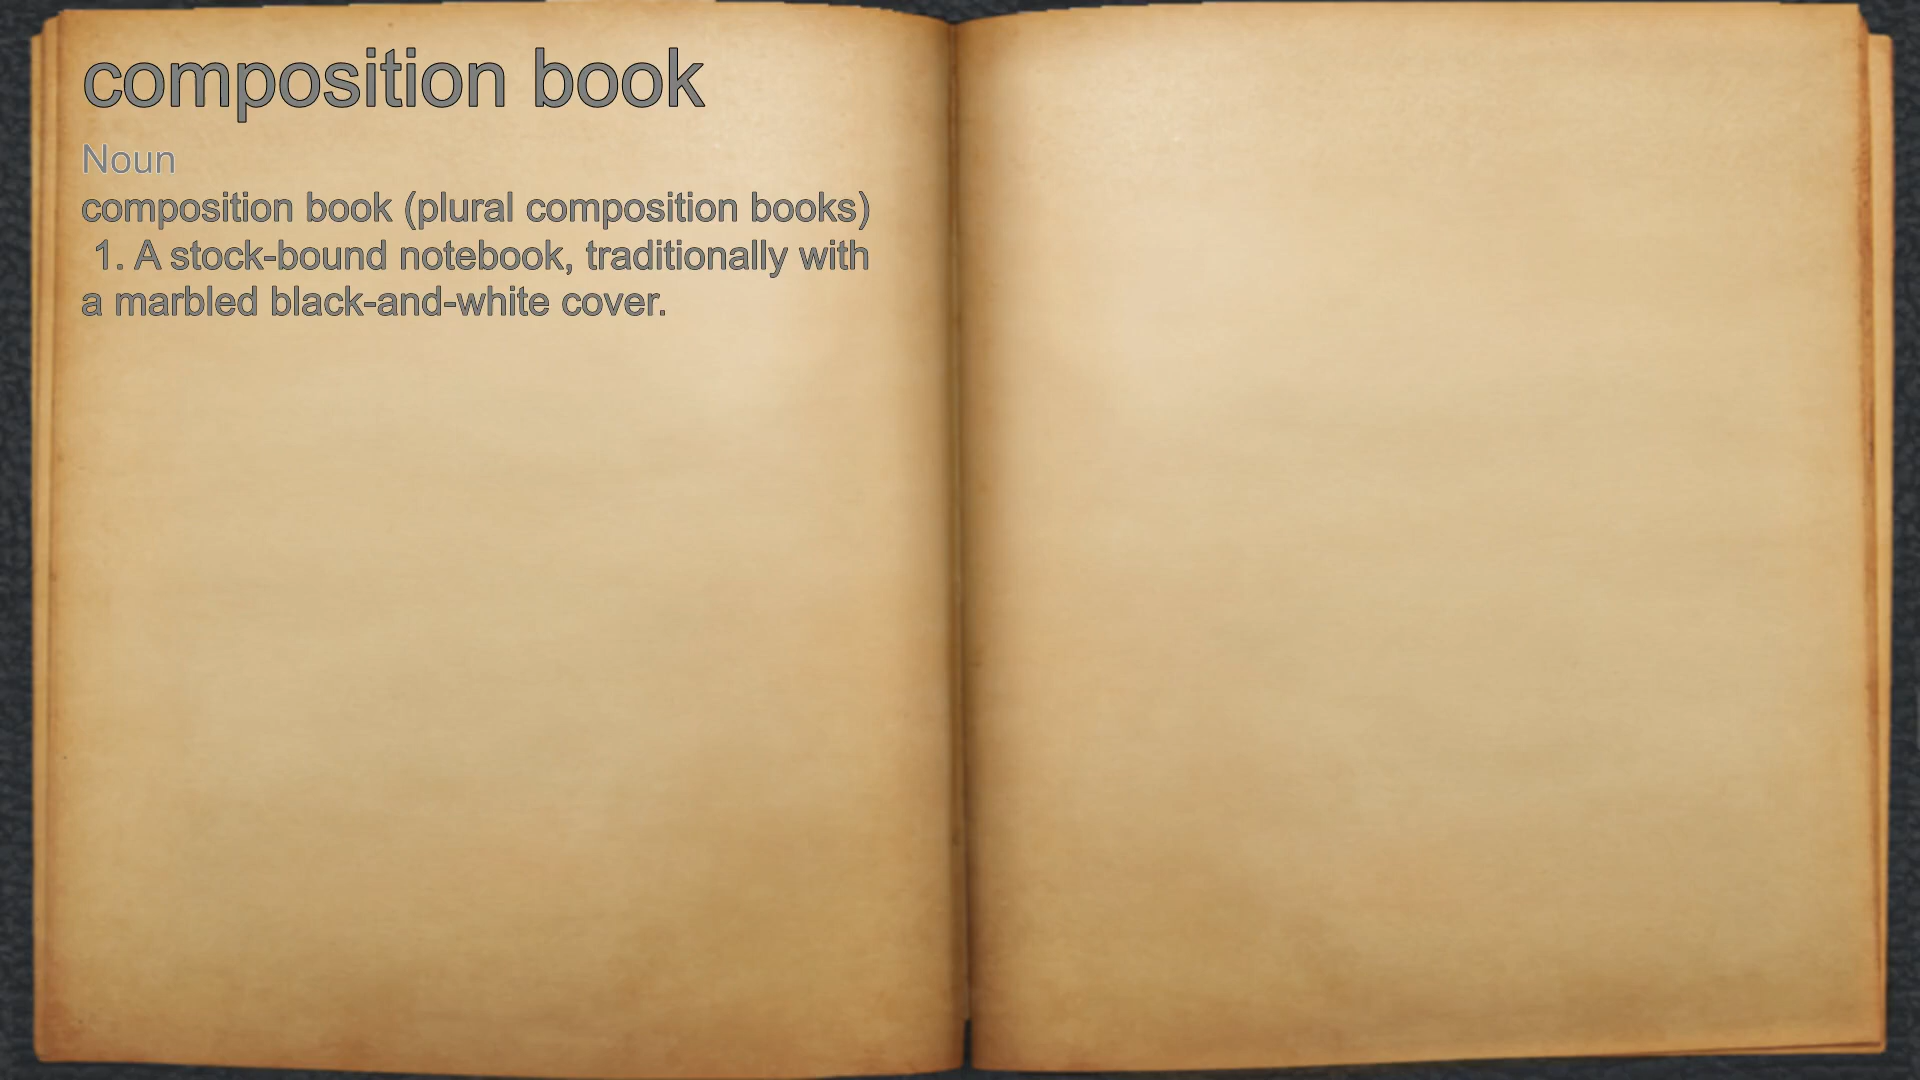 composition book
Noun
composition book (plural composition books)
1. A stock-bound notebook, traditionally with
a marbled black-and-white cover.